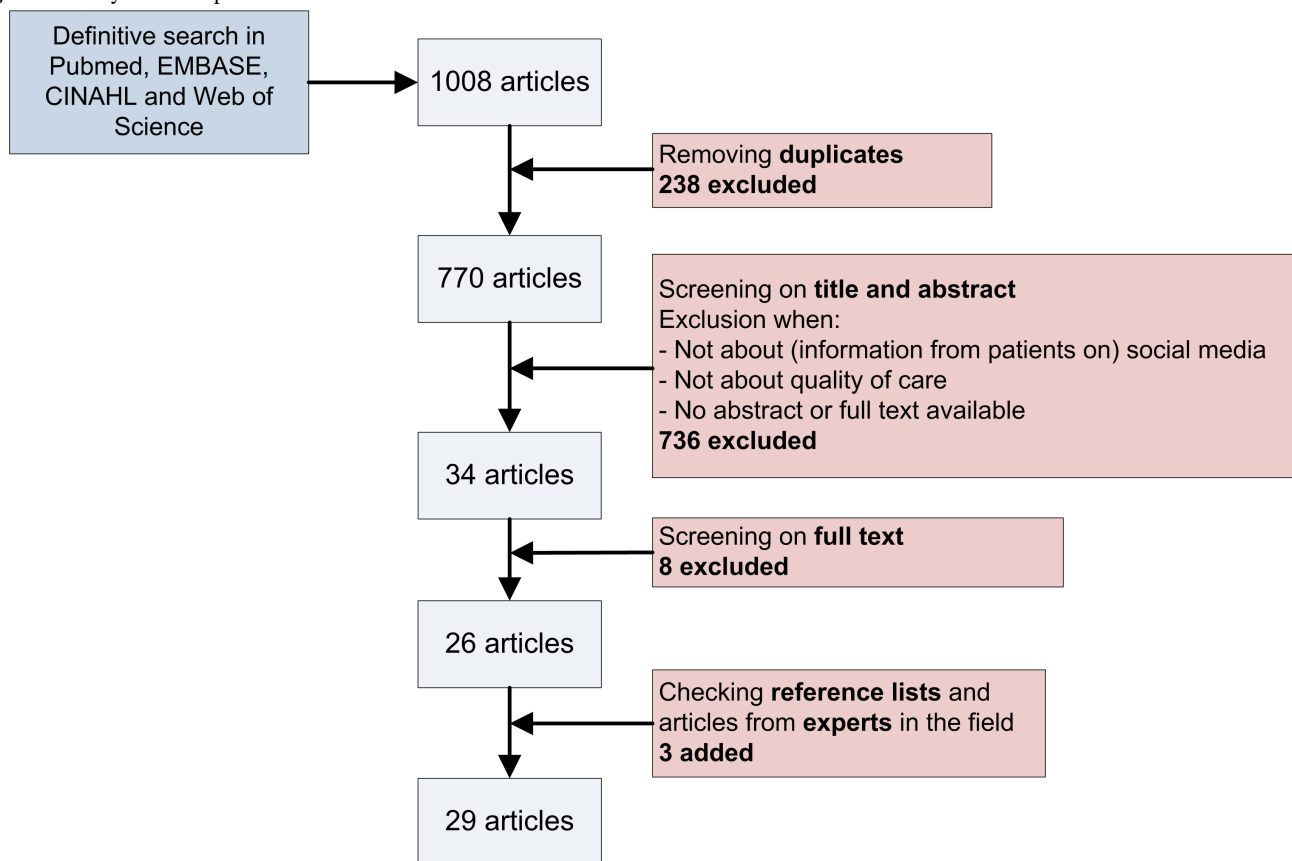 Definitive search in
Pubmed, EMBASE,
CINAHL and Web of
Science
1008 articles
Removing duplicates
238 excluded
770 articles
Screening on title and abstract
Exclusion when:
- Not about (information from patients on) social media
- Not about quality of care
- No abstract or full text available
736 excluded
34 articles
Screening on full text
8 excluded
26 articles
Checking reference lists and
articles from experts in the field
3 added
29 articles